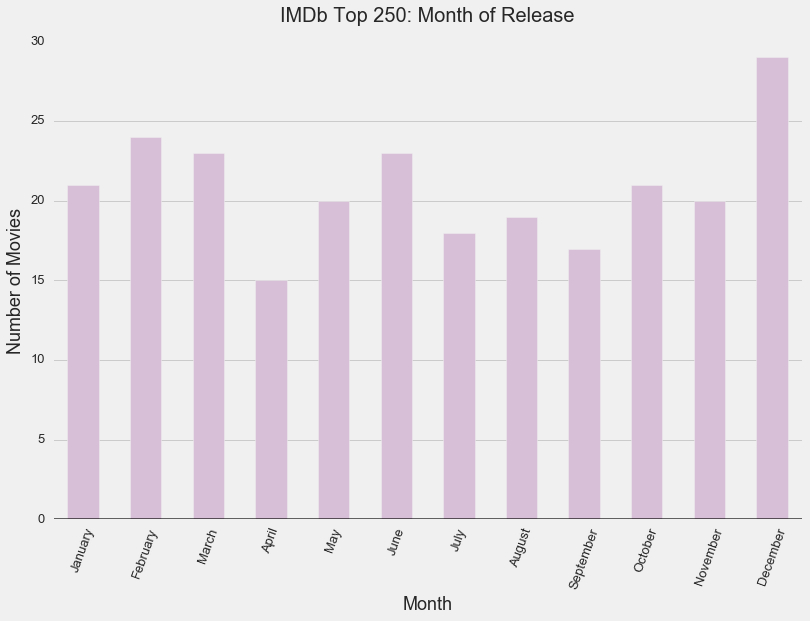 IMDb Top 250: Month of Release
Number of Movies
30
25
20
15
10
5
0
January
February
March
April
May
June
July
August
September
October
November
December
Month